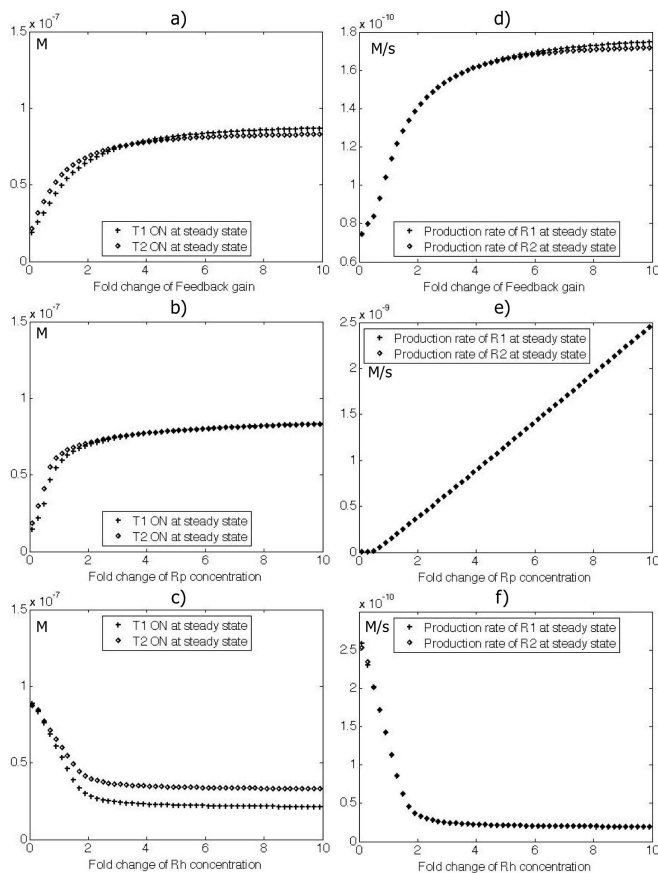 a)
x 10^-7
M
1.5
1
0.5
0
0 2 4 6 8 10
+ T1 ON at steady state
◇ T2 ON at steady state
Fold change of Feedback gain
d)
x 10^-10
M/s
1.8
1.6
1.4
1.2
1
0.8
0.6
0 2 4 6 8 10
+ Production rate of R1 at steady state
◇ Production rate of R2 at steady state
Fold change of Feedback gain
b)
x 10^-7
M
1.5
1
0.5
0
0 2 4 6 8 10
+ T1 ON at steady state
◇ T2 ON at steady state
Fold change of Rp concentration
e)
x 10^-9
+ Production rate of R1 at steady state
◇ Production rate of R2 at steady state
M/s
2.5
2
1.5
1
0.5
0
0 2 4 6 8 10
Fold change of Rp concentration
c)
x 10^-7
M
+ T1 ON at steady state
◇ T2 ON at steady state
1.5
1
0.5
0
0 2 4 6 8 10
Fold change of Rh concentration
f)
x 10^-10
M/s
+ Production rate of R1 at steady state
◇ Production rate of R2 at steady state
2.5
2
1.5
1
0.5
0
0 2 4 6 8 10
Fold change of Rh concentration